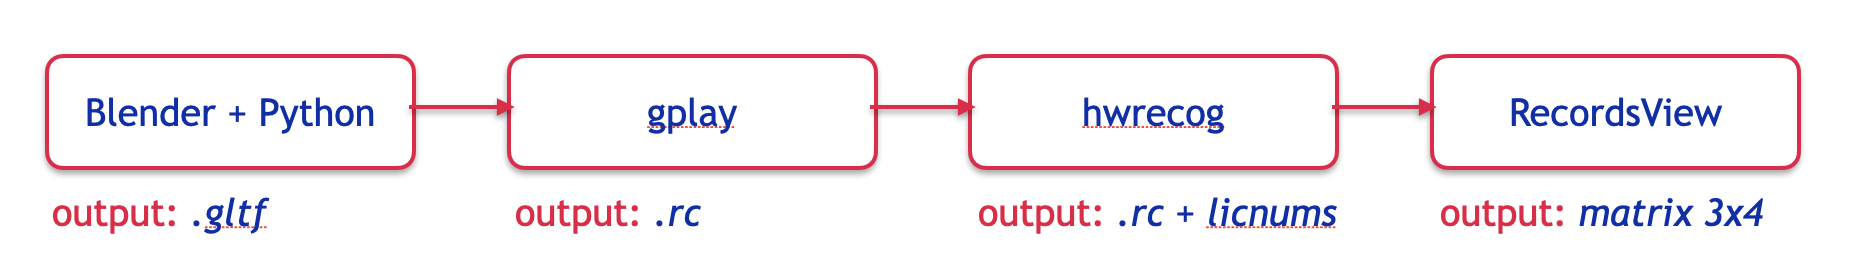 Blender + Python
gplay
hwrecog
RecordsView
output: .gltf
output: .rc
output: .rc + licnums
output: matrix 3x4